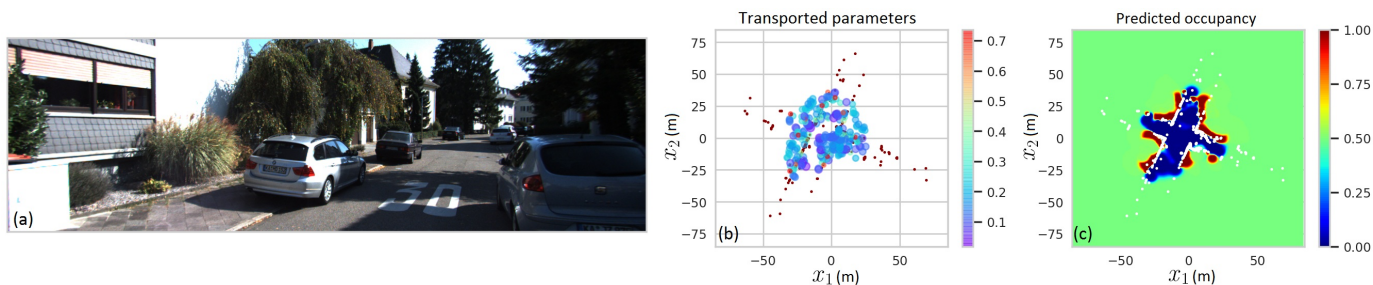 30
(a)
Transported parameters
75
50
25
0
−25
−50
−75
x₂ (m)
−50 0 50
x₁ (m)
(b)
0.7
0.6
0.5
0.4
0.3
0.2
0.1
Predicted occupancy
75
50
25
0
−25
−50
−75
x₂ (m)
−50 0 50
x₁ (m)
(c)
1.00
0.75
0.50
0.25
0.00